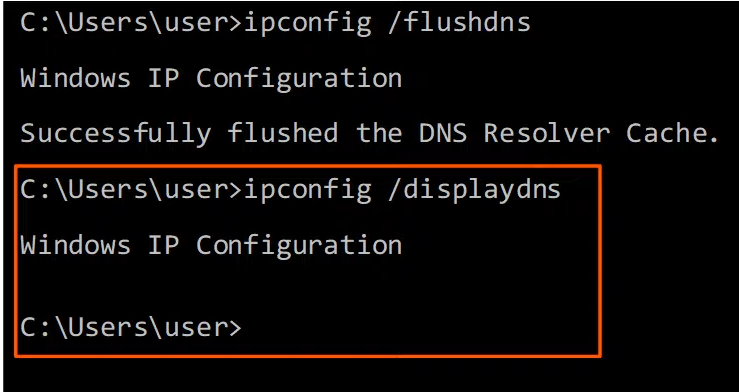 C:\Users\user>ipconfig /flushdns
Windows IP Configuration
Successfully flushed the DNS Resolver Cache.
C:\Users\user>ipconfig /displaydns
Windows IP Configuration
C:\Users\user>